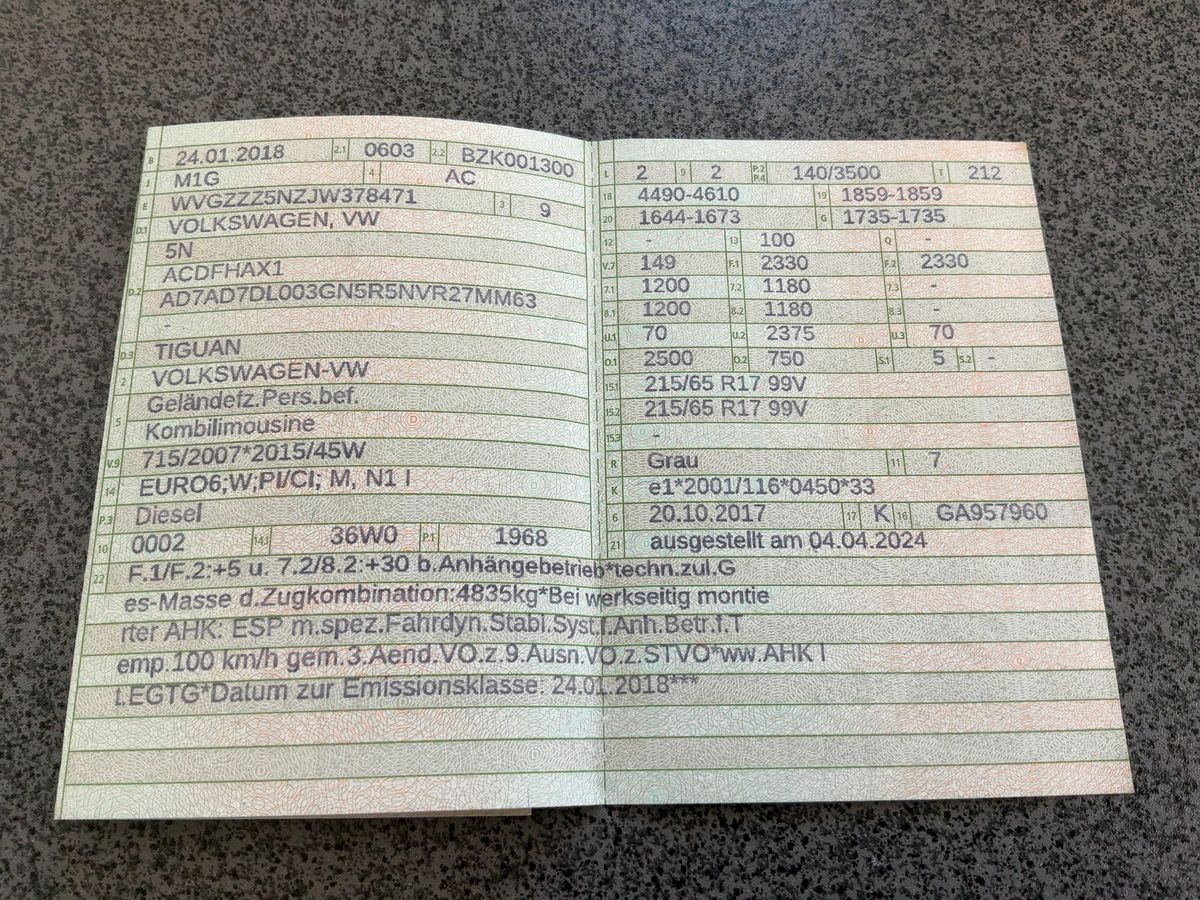 B 24.01.2018 2.1 0603 2.2 BZK001300
J M1G 4 AC
E WVGZZZ5NZJW378471 3 9
D.1 VOLKSWAGEN, VW
5N
D.2 ACDFHAX1
AD7AD7DL003GN5R5NVR27MM63
-
D.3 TIGUAN
2 VOLKSWAGEN-VW
5 Geländefz.Pers.bef.
Kombilimousine
V.9 715/2007*2015/45W
14 EURO6;W,PI/CI; M, N1 I
P.3 Diesel
10 0002 14.1 36W0 P.1 1968
L 2 9 2 P.2 P.4 140/3500 T 212
18 4490-4610 19 1859-1859
20 1644-1673 G 1735-1735
12 - 13 100 Q -
V.7 149 F.1 2330 F.2 2330
7.1 1200 7.2 1180 7.3 -
8.1 1200 8.2 1180 8.3 -
U.1 70 U.2 2375 U.3 70
O.1 2500 O.2 750 S.1 5 S.2 -
15.1 215/65 R17 99V
15.2 215/65 R17 99V
15.3 -
R Grau 11 7
K e1*2001/116*0450*33
6 20.10.2017 17 K 16 GA957960
21 ausgestellt am 04.04.2024
22 F.1/F.2:+5 u. 7.2/8.2:+30 b.Anhängebetrieb*techn.zul.G
es-Masse d.Zugkombination:4835kg*Bei werkseitig montie
rter AHK: ESP m.spez.Fahrdyn.Stabl.Syst.f.Anh.Betr.f.T
emp.100 km/h gem.3.Aend.VO.z.9.Ausn.VO.z.STVO*ww.AHK l
t.EGTG*Datum zur Emissionsklasse: 24.01.2018***